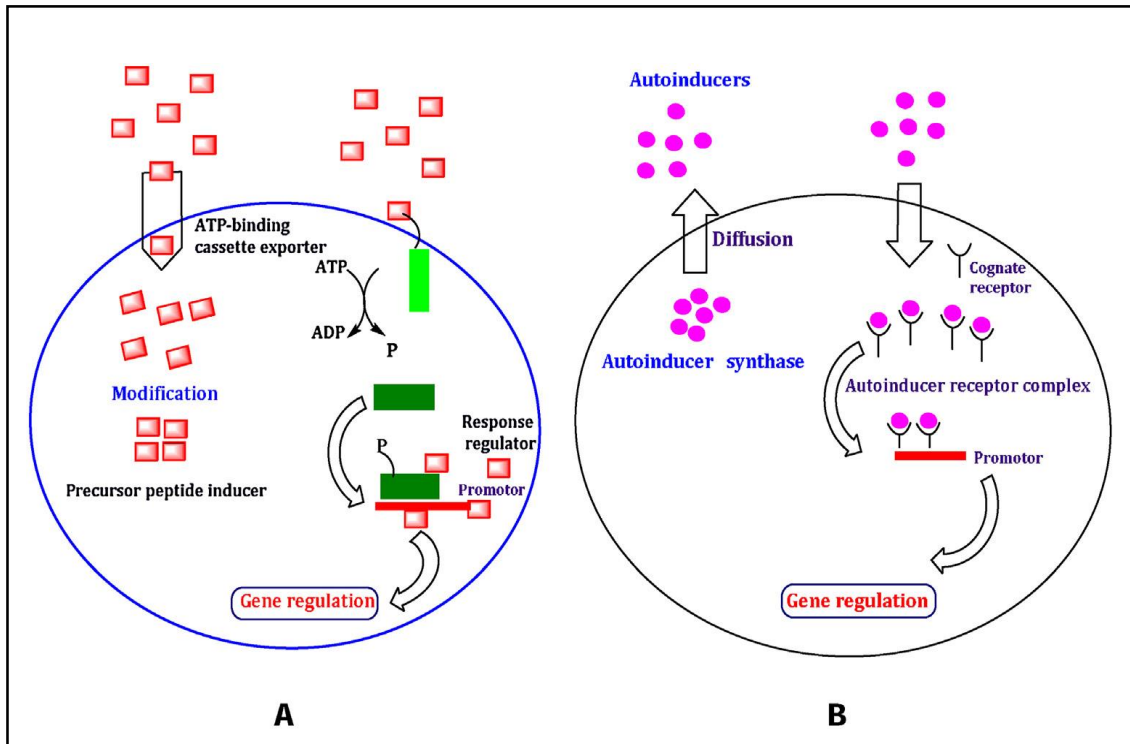 ATP-binding
cassette exporter
ATP
ADP
P
Modification
Response
regulator
P
Promotor
Precursor peptide inducer
Gene regulation
A
Autoinducers
Diffusion
Cognate
receptor
Autoinducer synthase
Autoinducer receptor complex
Promotor
Gene regulation
B